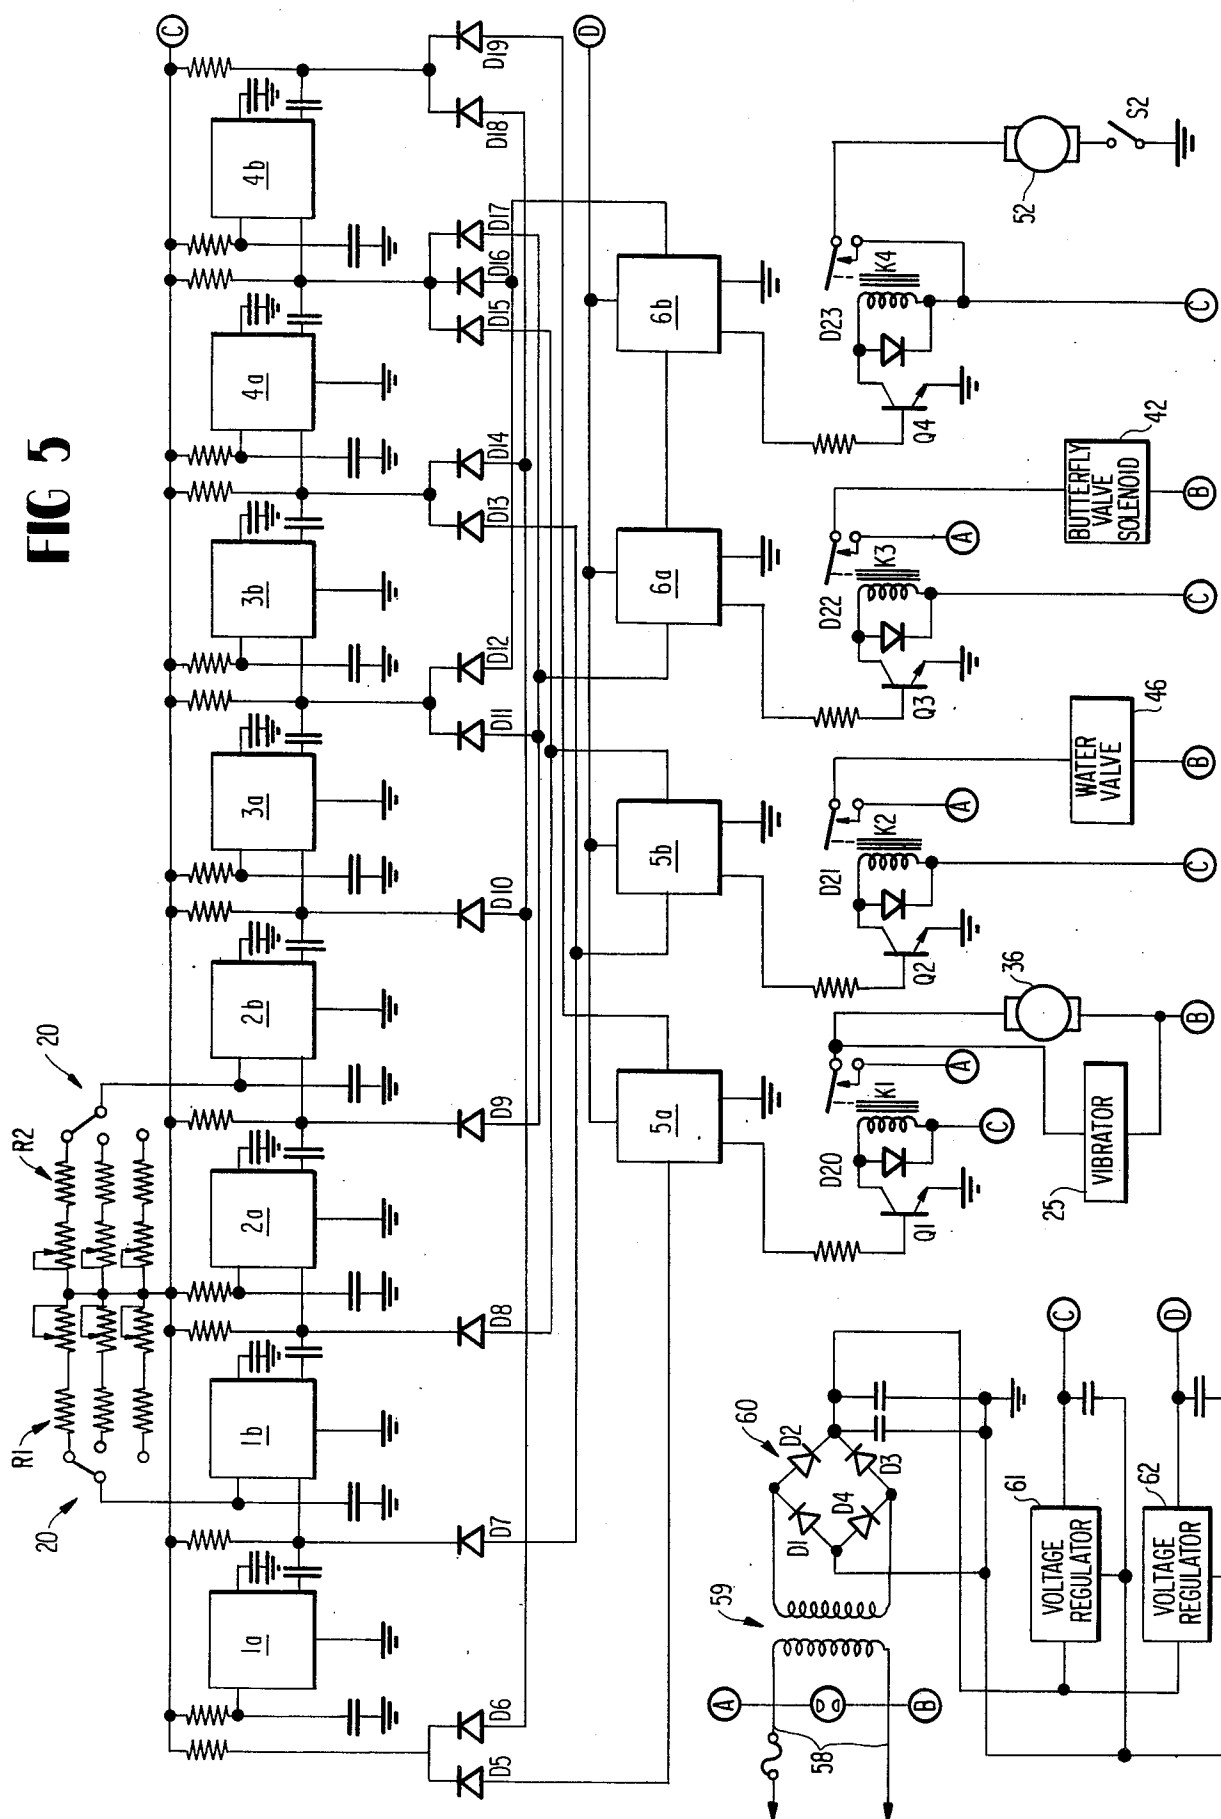 FIG 5
C
R1
R2
20
20
1a
1b
2a
2b
3a
3b
4a
4b
D5
D6
D7
D8
D9
D10
D11
D12
D13
D14
D15
D16
D17
D18
D19
D
5a
5b
6a
6b
Q1
D20
K1
A
C
36
25
VIBRATOR
B
Q2
D21
K2
A
C
46
WATER
VALVE
B
Q3
D22
K3
A
C
42
BUTTERFLY
VALVE
SOLENOID
B
Q4
D23
K4
C
52
S2
A
B
58
59
60
D1
D2
D3
D4
61
VOLTAGE
REGULATOR
C
62
VOLTAGE
REGULATOR
D